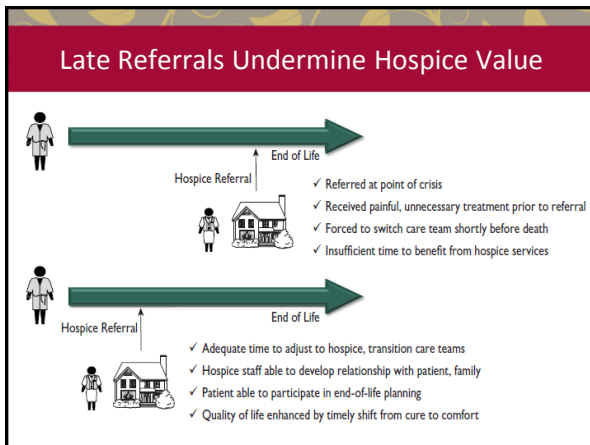 Late Referrals Undermine Hospice Value
End of Life
Hospice Referral
✓ Referred at point of crisis
✓ Received painful, unnecessary treatment prior to referral
✓ Forced to switch care team shortly before death
✓ Insufficient time to benefit from hospice services
End of Life
Hospice Referral
✓ Adequate time to adjust to hospice, transition care teams
✓ Hospice staff able to develop relationship with patient, family
✓ Patient able to participate in end-of-life planning
✓ Quality of life enhanced by timely shift from cure to comfort